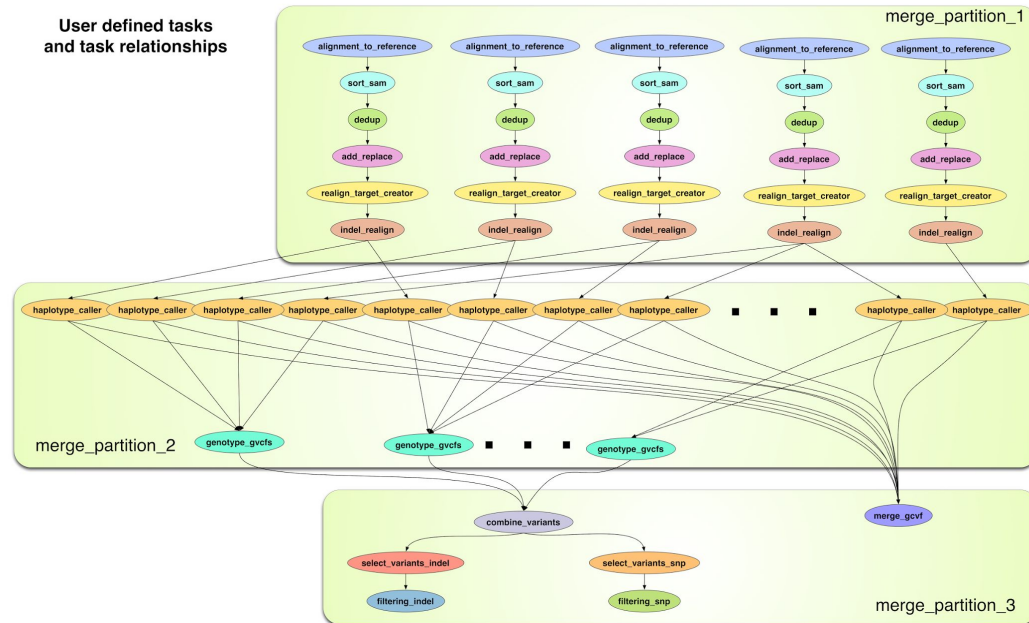 User defined tasks
and task relationships
merge_partition_1
alignment_to_reference alignment_to_reference alignment_to_reference alignment_to_reference alignment_to_reference
sort_sam sort_sam sort_sam sort_sam sort_sam
dedup dedup dedup dedup dedup
add_replace add_replace add_replace add_replace add_replace
realign_target_creator realign_target_creator realign_target_creator realign_target_creator realign_target_creator
indel_realign indel_realign indel_realign indel_realign indel_realign
haplotype_caller haplotype_caller haplotype_caller haplotype_caller haplotype_caller haplotype_caller haplotype_caller haplotype_caller haplotype_caller haplotype_caller
merge_partition_2
genotype_gvcfs genotype_gvcfs genotype_gvcfs
combine_variants merge_gcvf
select_variants_indel select_variants_snp
filtering_indel filtering_snp
merge_partition_3